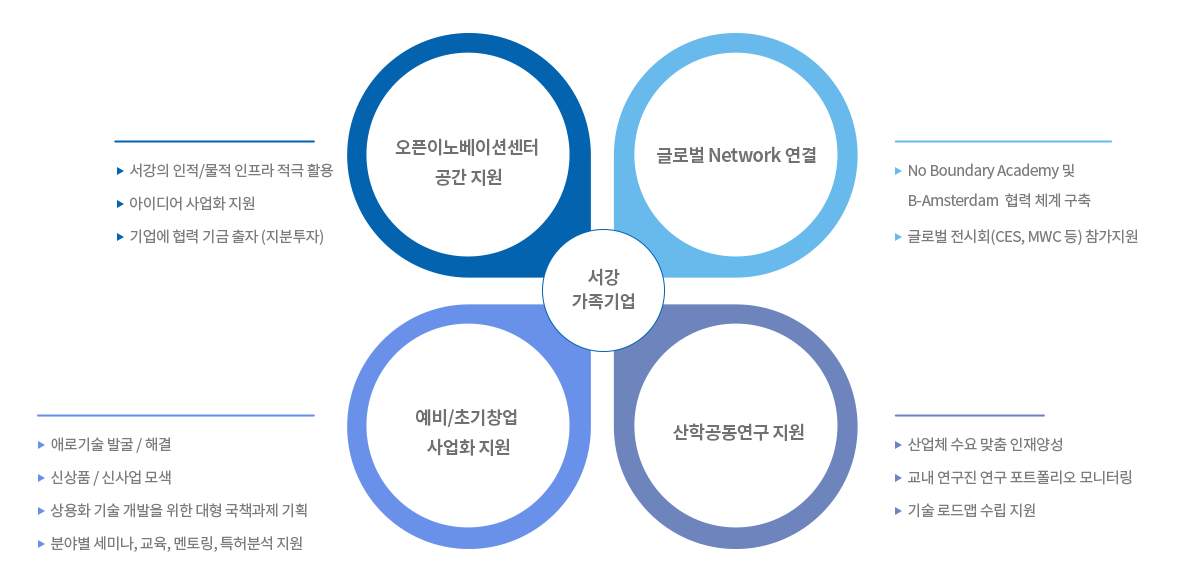 오픈이노베이션센터
공간 지원
서강의 인적/물적 인프라 적극 활용
아이디어 사업화 지원
기업에 협력 기금 출자 (지분투자)
글로벌 Network 연결
No Boundary Academy 및
B-Amsterdam 협력 체계 구축
글로벌 전시회(CES, MWC 등) 참가지원
서강
가족기업
예비/초기창업
사업화 지원
애로기술 발굴 / 해결
신상품 / 신사업 모색
상용화 기술 개발을 위한 대형 국책과제 기획
분야별 세미나, 교육, 멘토링, 특허분석 지원
산학공동연구 지원
산업체 수요 맞춤 인재양성
교내 연구진 연구 포트폴리오 모니터링
기술 로드맵 수립 지원